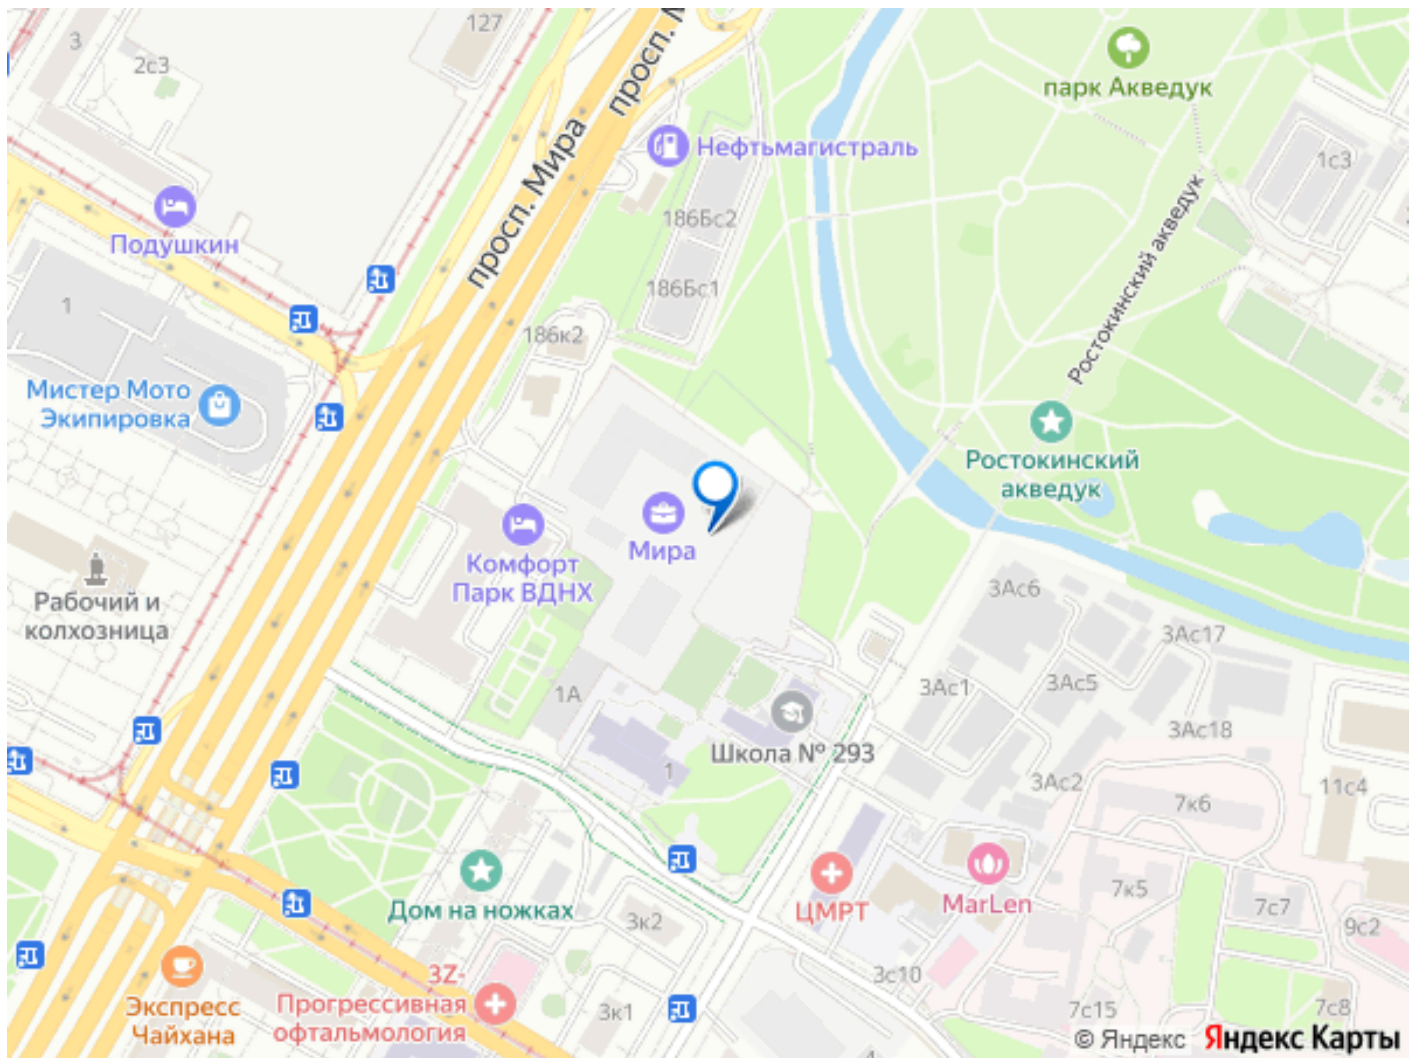 127
3
2с3
просп. Мира
просп. М
парк Акведук
Нефтьмагистраль
1с3
186Бс2
Подушкин
Ростокинский акведук
186Бс1
1
186к2
Мистер Мото
Экипировка
Ростокинский
акведук
Мира
Комфорт
Парк ВДНХ
Рабочий и
колхозница
3Ас6
3Ас17
3Ас1
3Ас5
1А
3Ас18
Школа № 293
1
3Ас2
11с4
7к6
7к5
7с7
ЦМРТ
MarLen
Дом на ножках
3к2
9с2
3Z-
Прогрессивная
офтальмология
3с10
Экспресс
Чайхана
3к1
7с15
7с8
4
© Яндекс Яндекс Карты